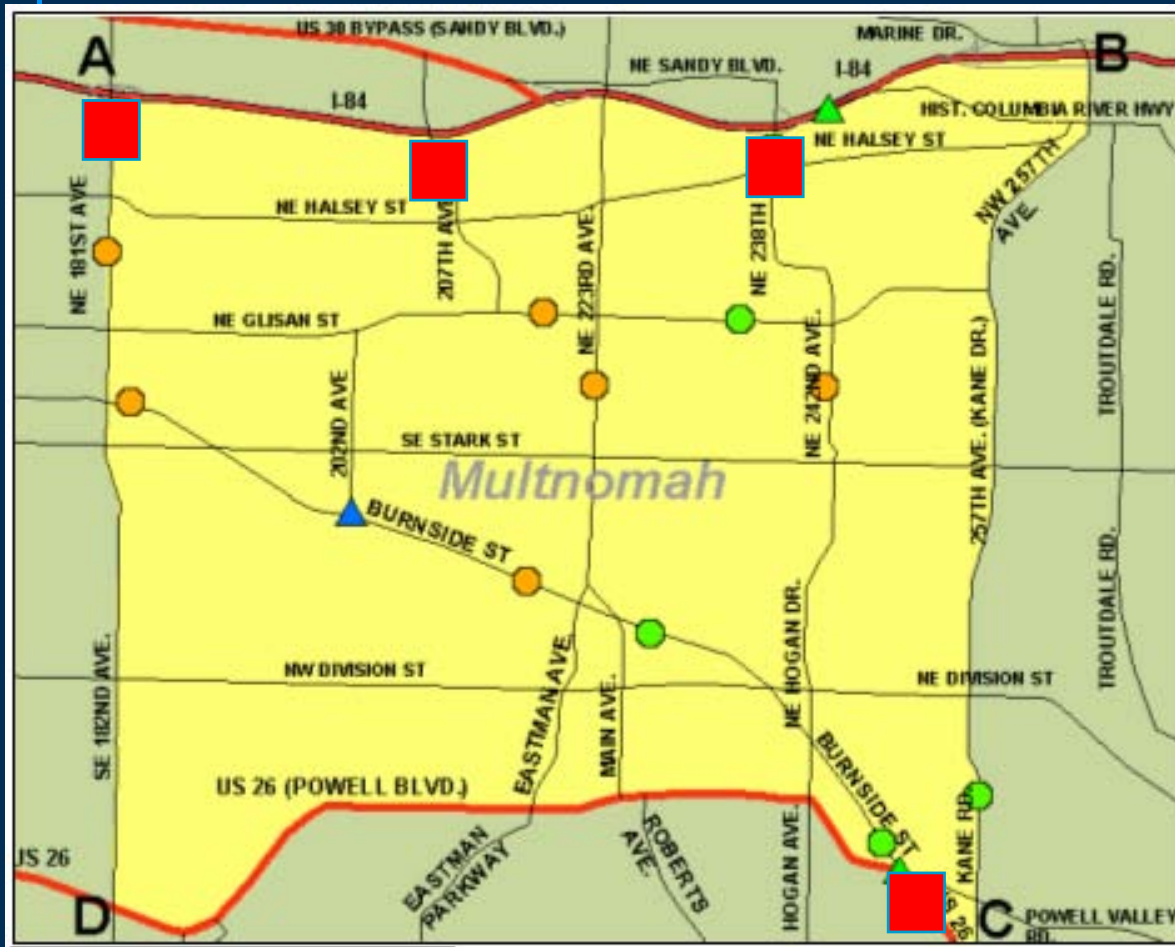 US 30 BYPASS (SANDY BLVD.)
MARINE DR.
A
B
NE SANDY BLVD.
I-84
I-84
HIST. COLUMBIA RIVER HWY
NE HALSEY ST
NW 257TH
AVE.
NE 181ST AVE
NE HALSEY ST
207TH AVE
NE 223RD AVE.
NE 238TH
TROUTDALE RD.
NE GLISAN ST
NE 242ND AVE.
257TH AVE. (KANE DR.)
202ND AVE
SE STARK ST
Multnomah
BURNSIDE ST
TROUTDALE RD.
SE 182ND AVE.
NW DIVISION ST
EASTMAN AVE.
MAIN AVE.
NE HOGAN DR.
NE DIVISION ST
BURNSIDE ST
US 26 (POWELL BLVD.)
KANE RD.
EASTMAN
PARKWAY
ROBERTS
AVE.
HOGAN AVE.
US 26
D
US 26
C
POWELL VALLEY
RD.